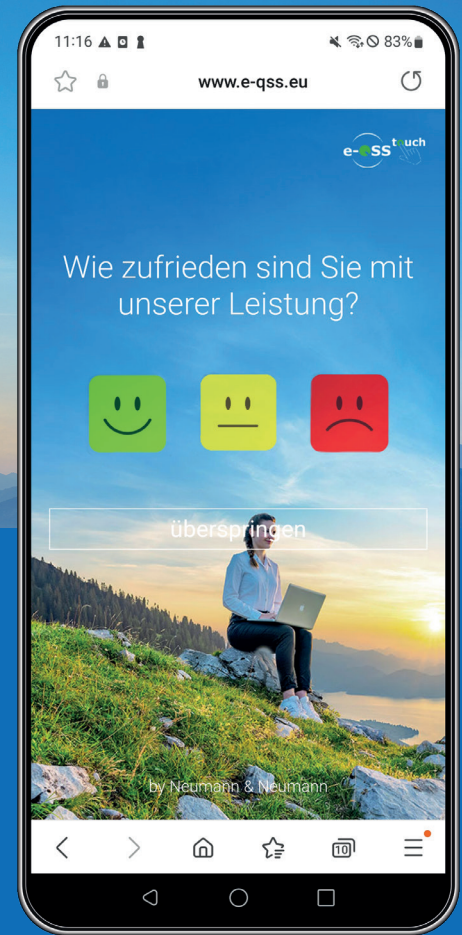 11:16
83%
www.e-qss.eu
e-QSS touch
Wie zufrieden sind Sie mit
unserer Leistung?
überspringen
by Neumann & Neumann
10